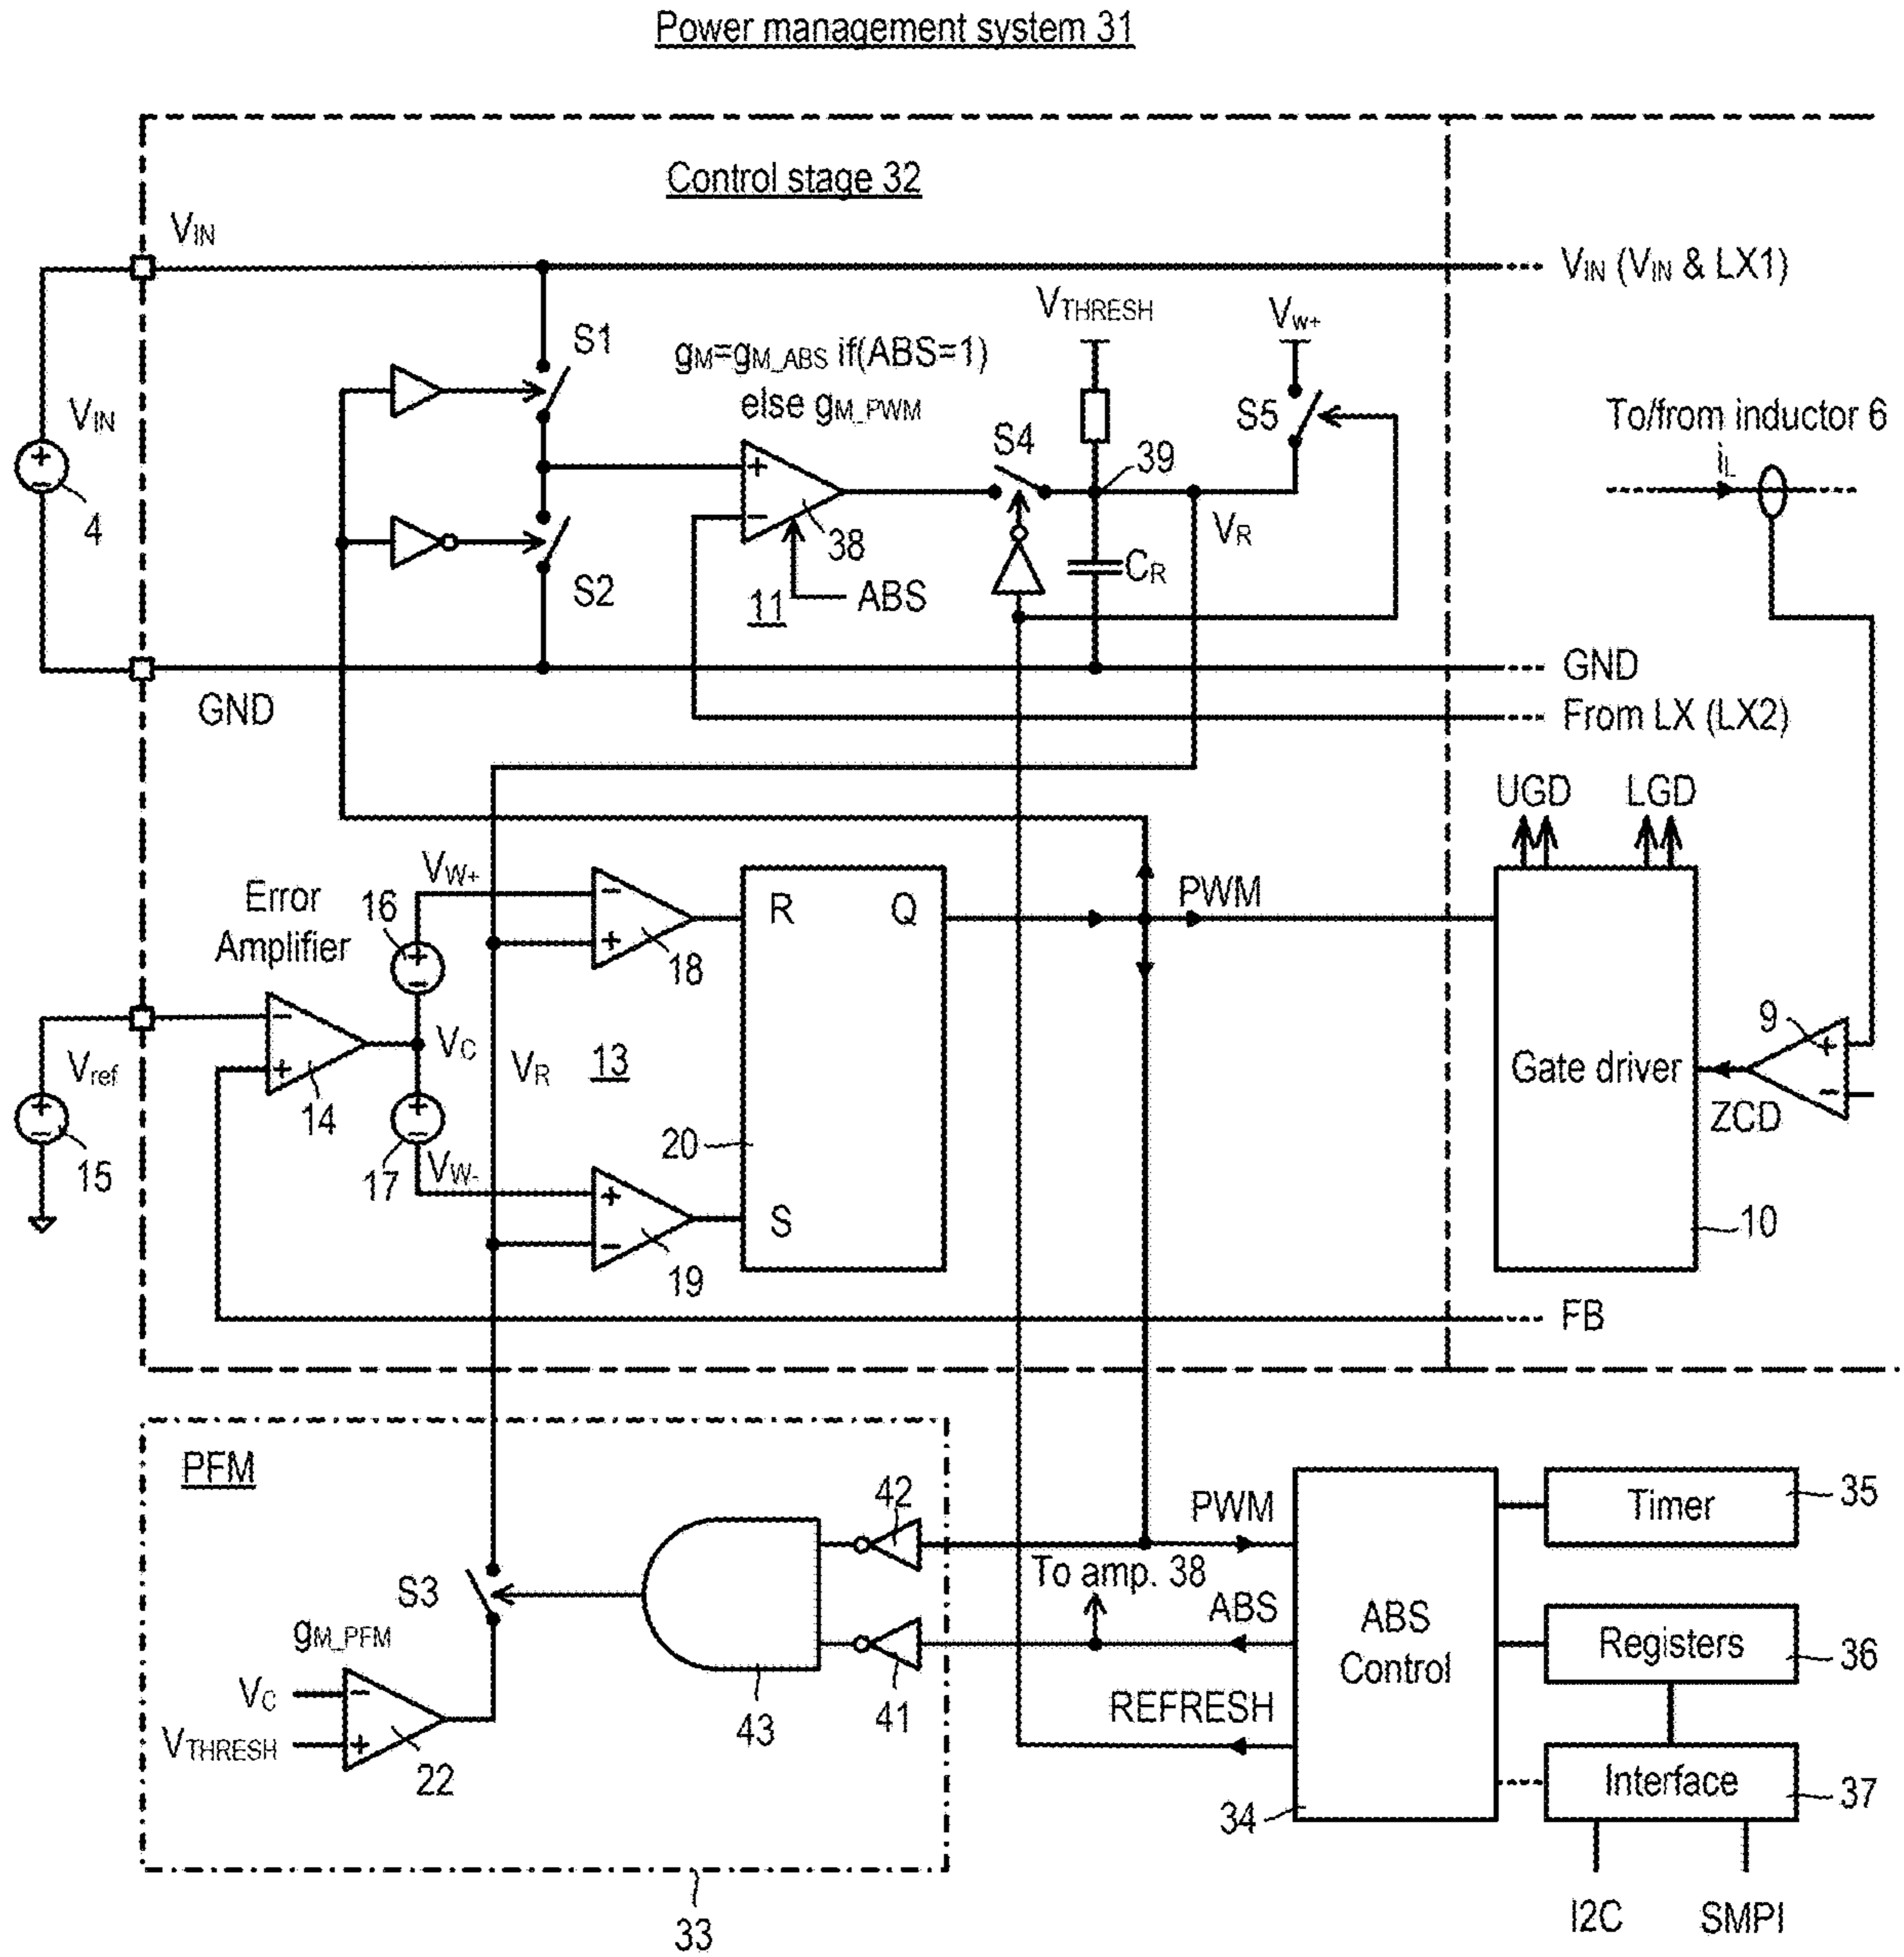 Power management system 31
Control stage 32
VIN
VIN (VIN & LX1)
VTHRESH
Vw+
S1
gM=gM_ABS if(ABS=1)
else gM_PWM
VIN
S4
S5
To/from inductor 6
iL
+
4
+
−
38
39
VR
S2
11
ABS
CR
GND
GND
From LX (LX2)
UGD
LGD
VW+
Error
Amplifier
16
+
−
−
+
18
R
Q
PWM
−
+
14
VC
VR
13
Vref
+
−
15
+
−
17
VW-
+
−
19
20
S
Gate driver
9
+
−
ZCD
10
FB
PFM
42
PWM
Timer
35
To amp. 38
S3
ABS
ABS
Control
Registers
36
gM_PFM
VC
−
VTHRESH
+
22
43
41
REFRESH
34
Interface
37
33
I2C
SMPI